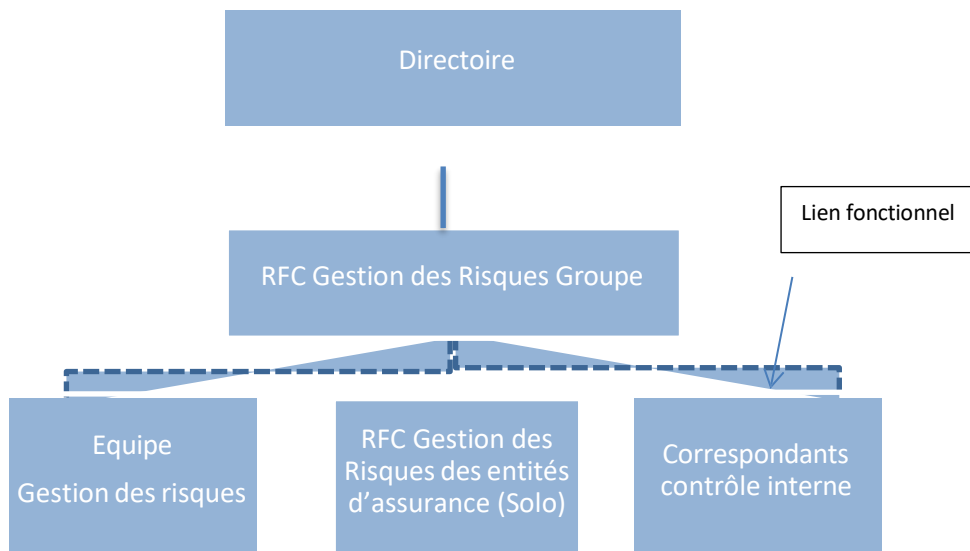 Directoire
Lien fonctionnel
RFC Gestion des Risques Groupe
Equipe
Gestion des risques
RFC Gestion des
Risques des entités
d’assurance (Solo)
Correspondants
contrôle interne